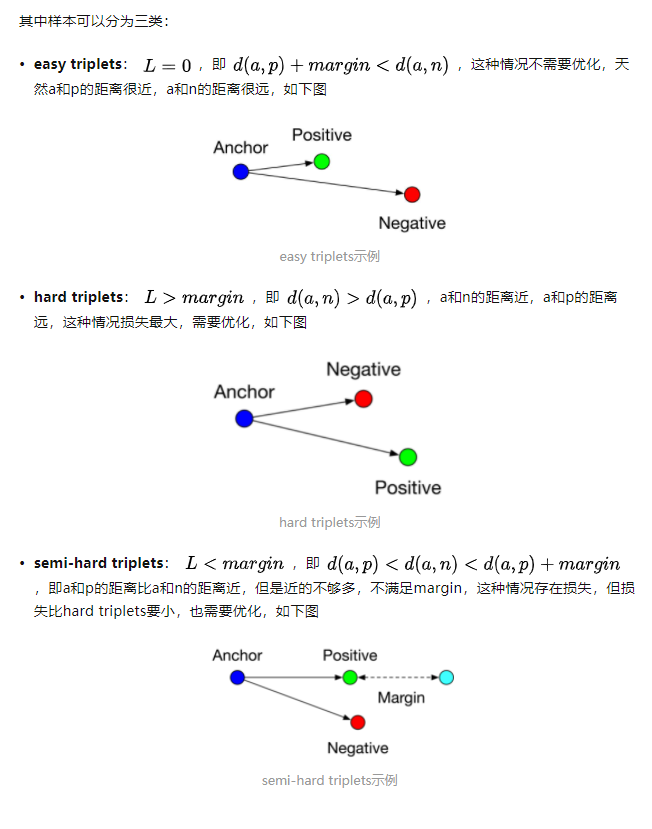 其中样本可以分为三类：
• easy triplets： L = 0 ，即 d(a, p) + margin < d(a, n) ，这种情况不需要优化，天
然a和p的距离很近，a和n的距离很远，如下图
Positive
Anchor
Negative
easy triplets示例
• hard triplets： L > margin ，即 d(a, n) > d(a, p) ，a和n的距离近，a和p的距离
远，这种情况损失最大，需要优化，如下图
Negative
Anchor
Positive
hard triplets示例
• semi-hard triplets： L < margin ，即 d(a, p) < d(a, n) < d(a, p) + margin
，即a和p的距离比a和n的距离近，但是近的不够多，不满足margin，这种情况存在损失，但损
失比hard triplets要小，也需要优化，如下图
Anchor Positive
Margin
Negative
semi-hard triplets示例